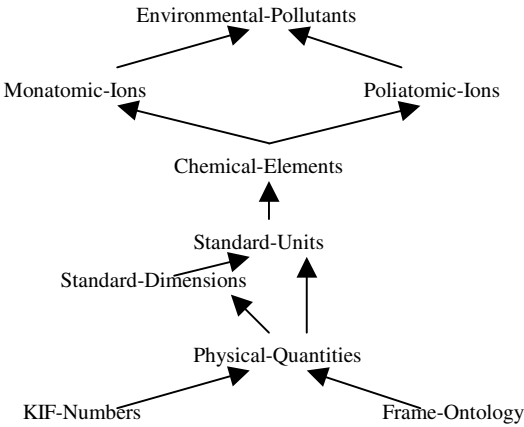 Environmental-Pollutants
Monatomic-Ions
Poliatomic-Ions
Chemical-Elements
Standard-Units
Standard-Dimensions
Physical-Quantities
KIF-Numbers
Frame-Ontology